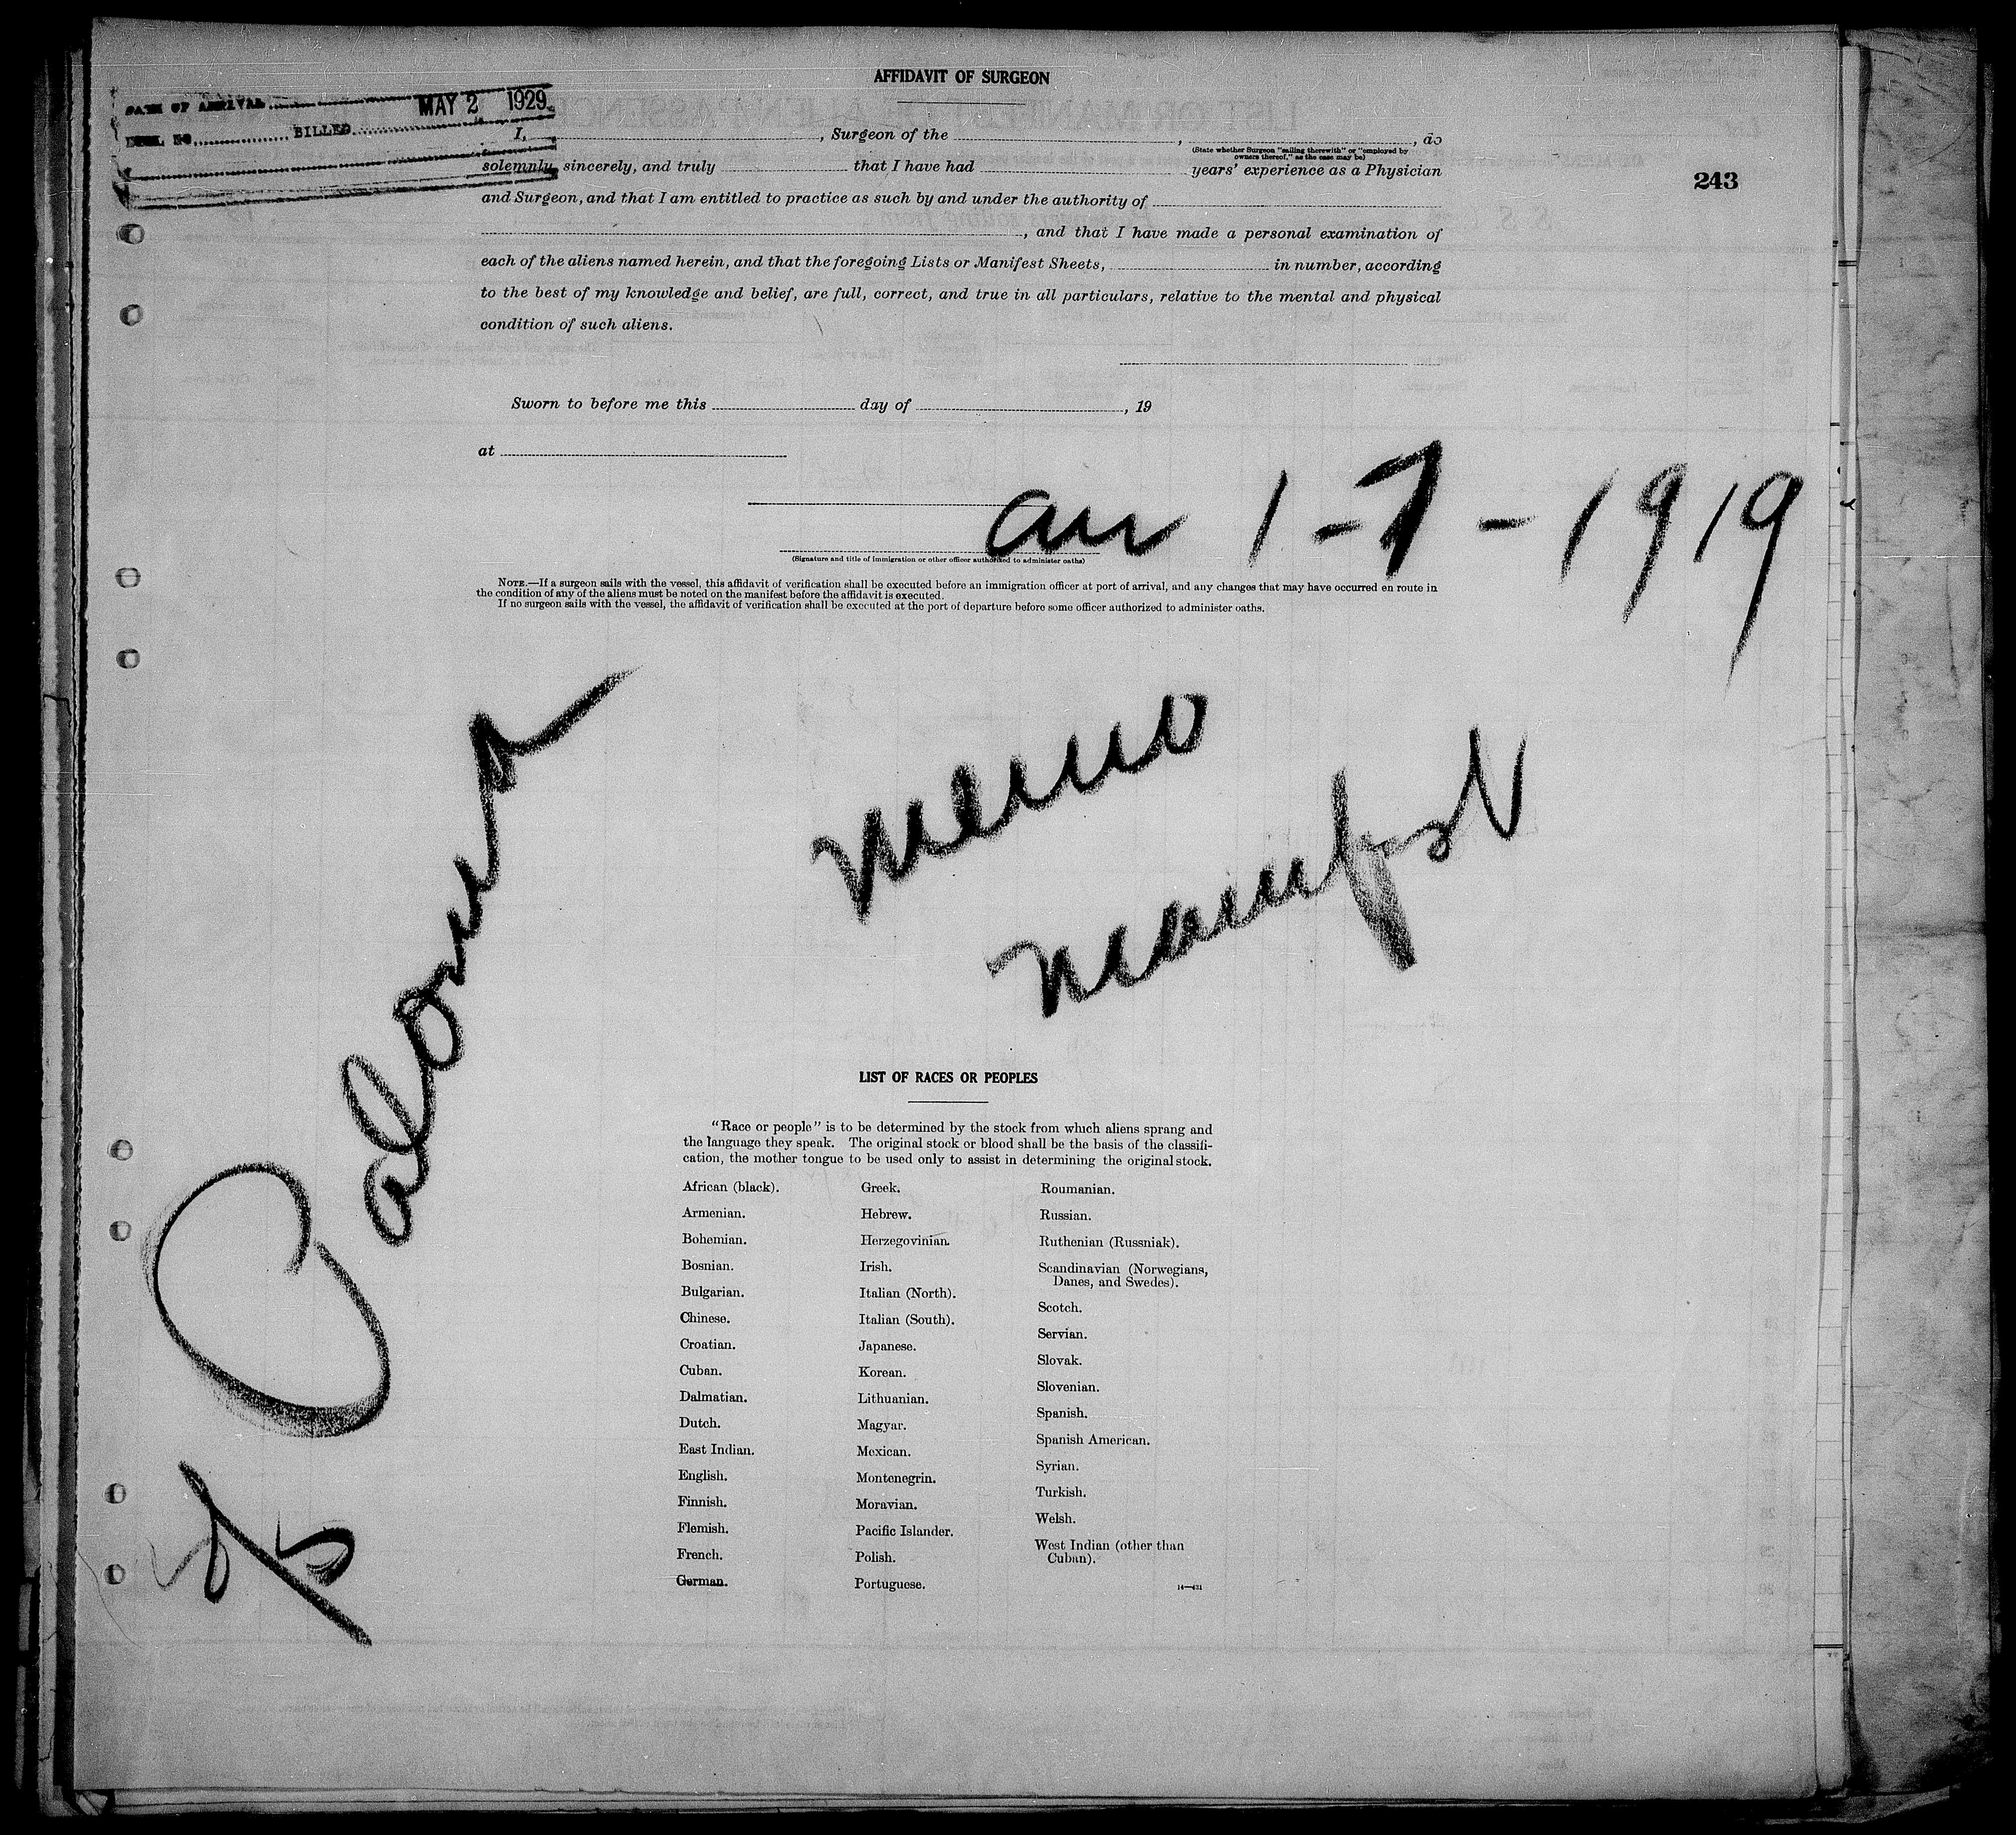 AFFIDAVIT OF SURGEON
DATE OF ARRIVAL MAY 2 1929
BILLED
I, , Surgeon of the , , do
(State whether Surgeon "sailing therewith" or "employed by
owners thereof," as the case may be)
solemnly, sincerely, and truly that I have had years' experience as a Physician
243
and Surgeon, and that I am entitled to practice as such by and under the authority of
, and that I have made a personal examination of
each of the aliens named herein, and that the foregoing Lists or Manifest Sheets, in number, according
to the best of my knowledge and belief, are full, correct, and true in all particulars, relative to the mental and physical
condition of such aliens.
Sworn to before me this day of , 19
at
arr 1-7-1919
(Signature and title of immigration or other officer authorized to administer oaths)
NOTE.—If a surgeon sails with the vessel, this affidavit of verification shall be executed before an immigration officer at port of arrival, and any changes that may have occurred en route in
the condition of any of the aliens must be noted on the manifest before the affidavit is executed.
If no surgeon sails with the vessel, the affidavit of verification shall be executed at the port of departure before some officer authorized to administer oaths.
Memo
Manifest
S/S
LIST OF RACES OR PEOPLES
"Race or people" is to be determined by the stock from which aliens sprang and
the language they speak. The original stock or blood shall be the basis of the classifi-
cation, the mother tongue to be used only to assist in determining the original stock.
African (black).
Armenian.
Bohemian.
Bosnian.
Bulgarian.
Chinese.
Croatian.
Cuban.
Dalmatian.
Dutch.
East Indian.
English.
Finnish.
Flemish.
French.
German.
Greek.
Hebrew.
Herzegovinian.
Irish.
Italian (North).
Italian (South).
Japanese.
Korean.
Lithuanian.
Magyar.
Mexican.
Montenegrin.
Moravian.
Pacific Islander.
Polish.
Portuguese.
Roumanian.
Russian.
Ruthenian (Russniak).
Scandinavian (Norwegians,
Danes, and Swedes).
Scotch.
Servian.
Slovak.
Slovenian.
Spanish.
Spanish American.
Syrian.
Turkish.
Welsh.
West Indian (other than
Cuban).
14—431